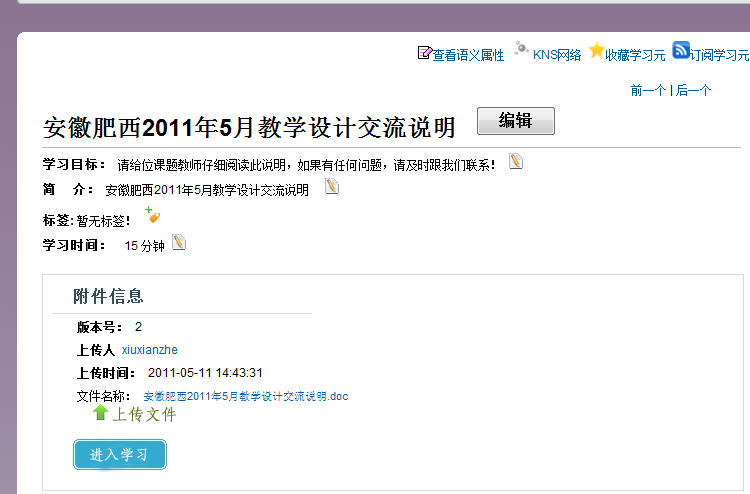 查看语义属性 KNS网络 收藏学习元 订阅学习元
前一个 | 后一个
安徽肥西2011年5月教学设计交流说明 编辑
学习目标： 请给位课题教师仔细阅读此说明，如果有任何问题，请及时跟我们联系！
简 介： 安徽肥西2011年5月教学设计交流说明
标签: 暂无标签！
学习时间： 15 分钟
附件信息
版本号： 2
上传人 xiuxianzhe
上传时间： 2011-05-11 14:43:31
文件名称： 安徽肥西2011年5月教学设计交流说明.doc
上传文件
进入学习